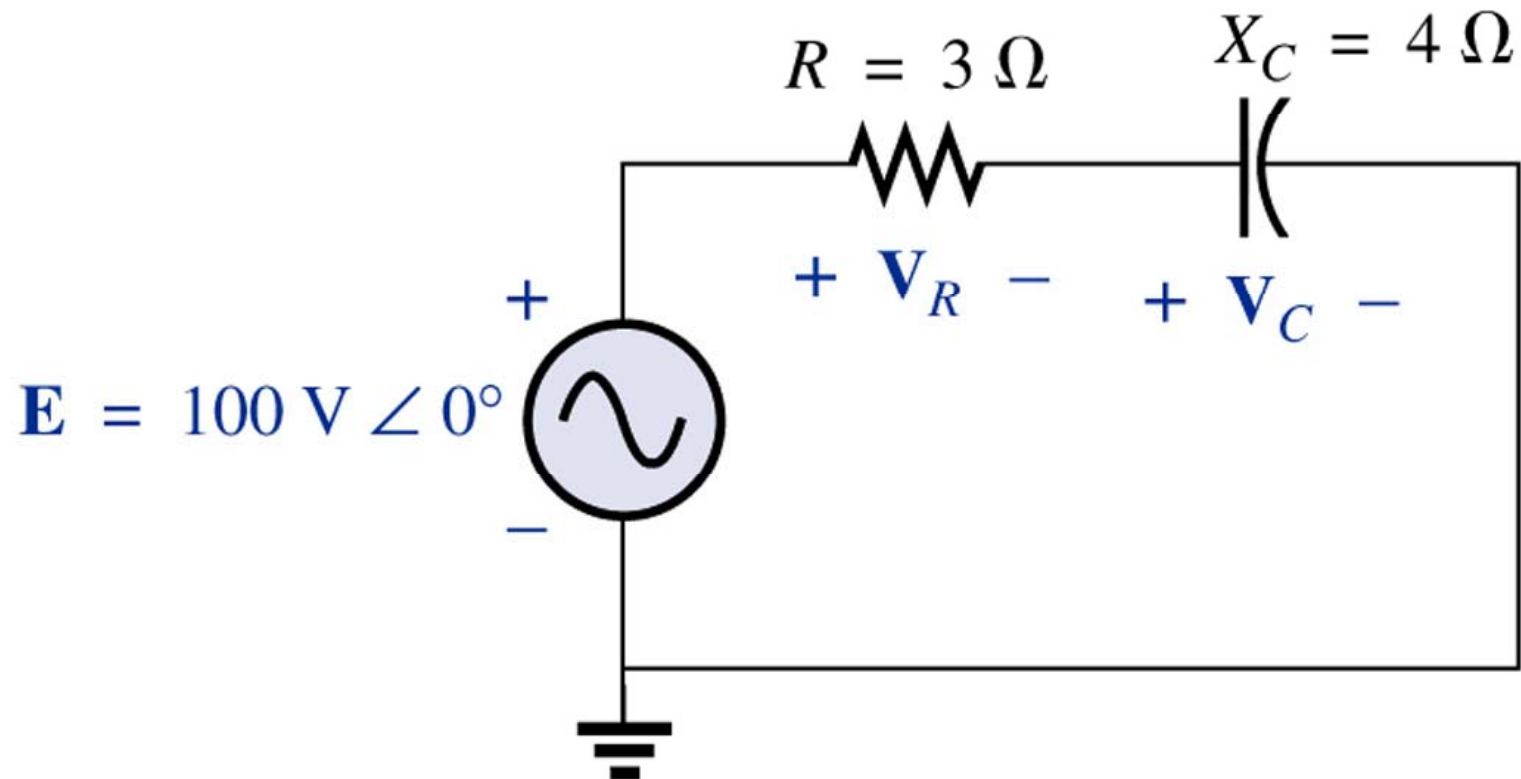 R = 3 Ω
X_C = 4 Ω
+ V_R −
+ V_C −
+
E = 100 V ∠ 0°
−